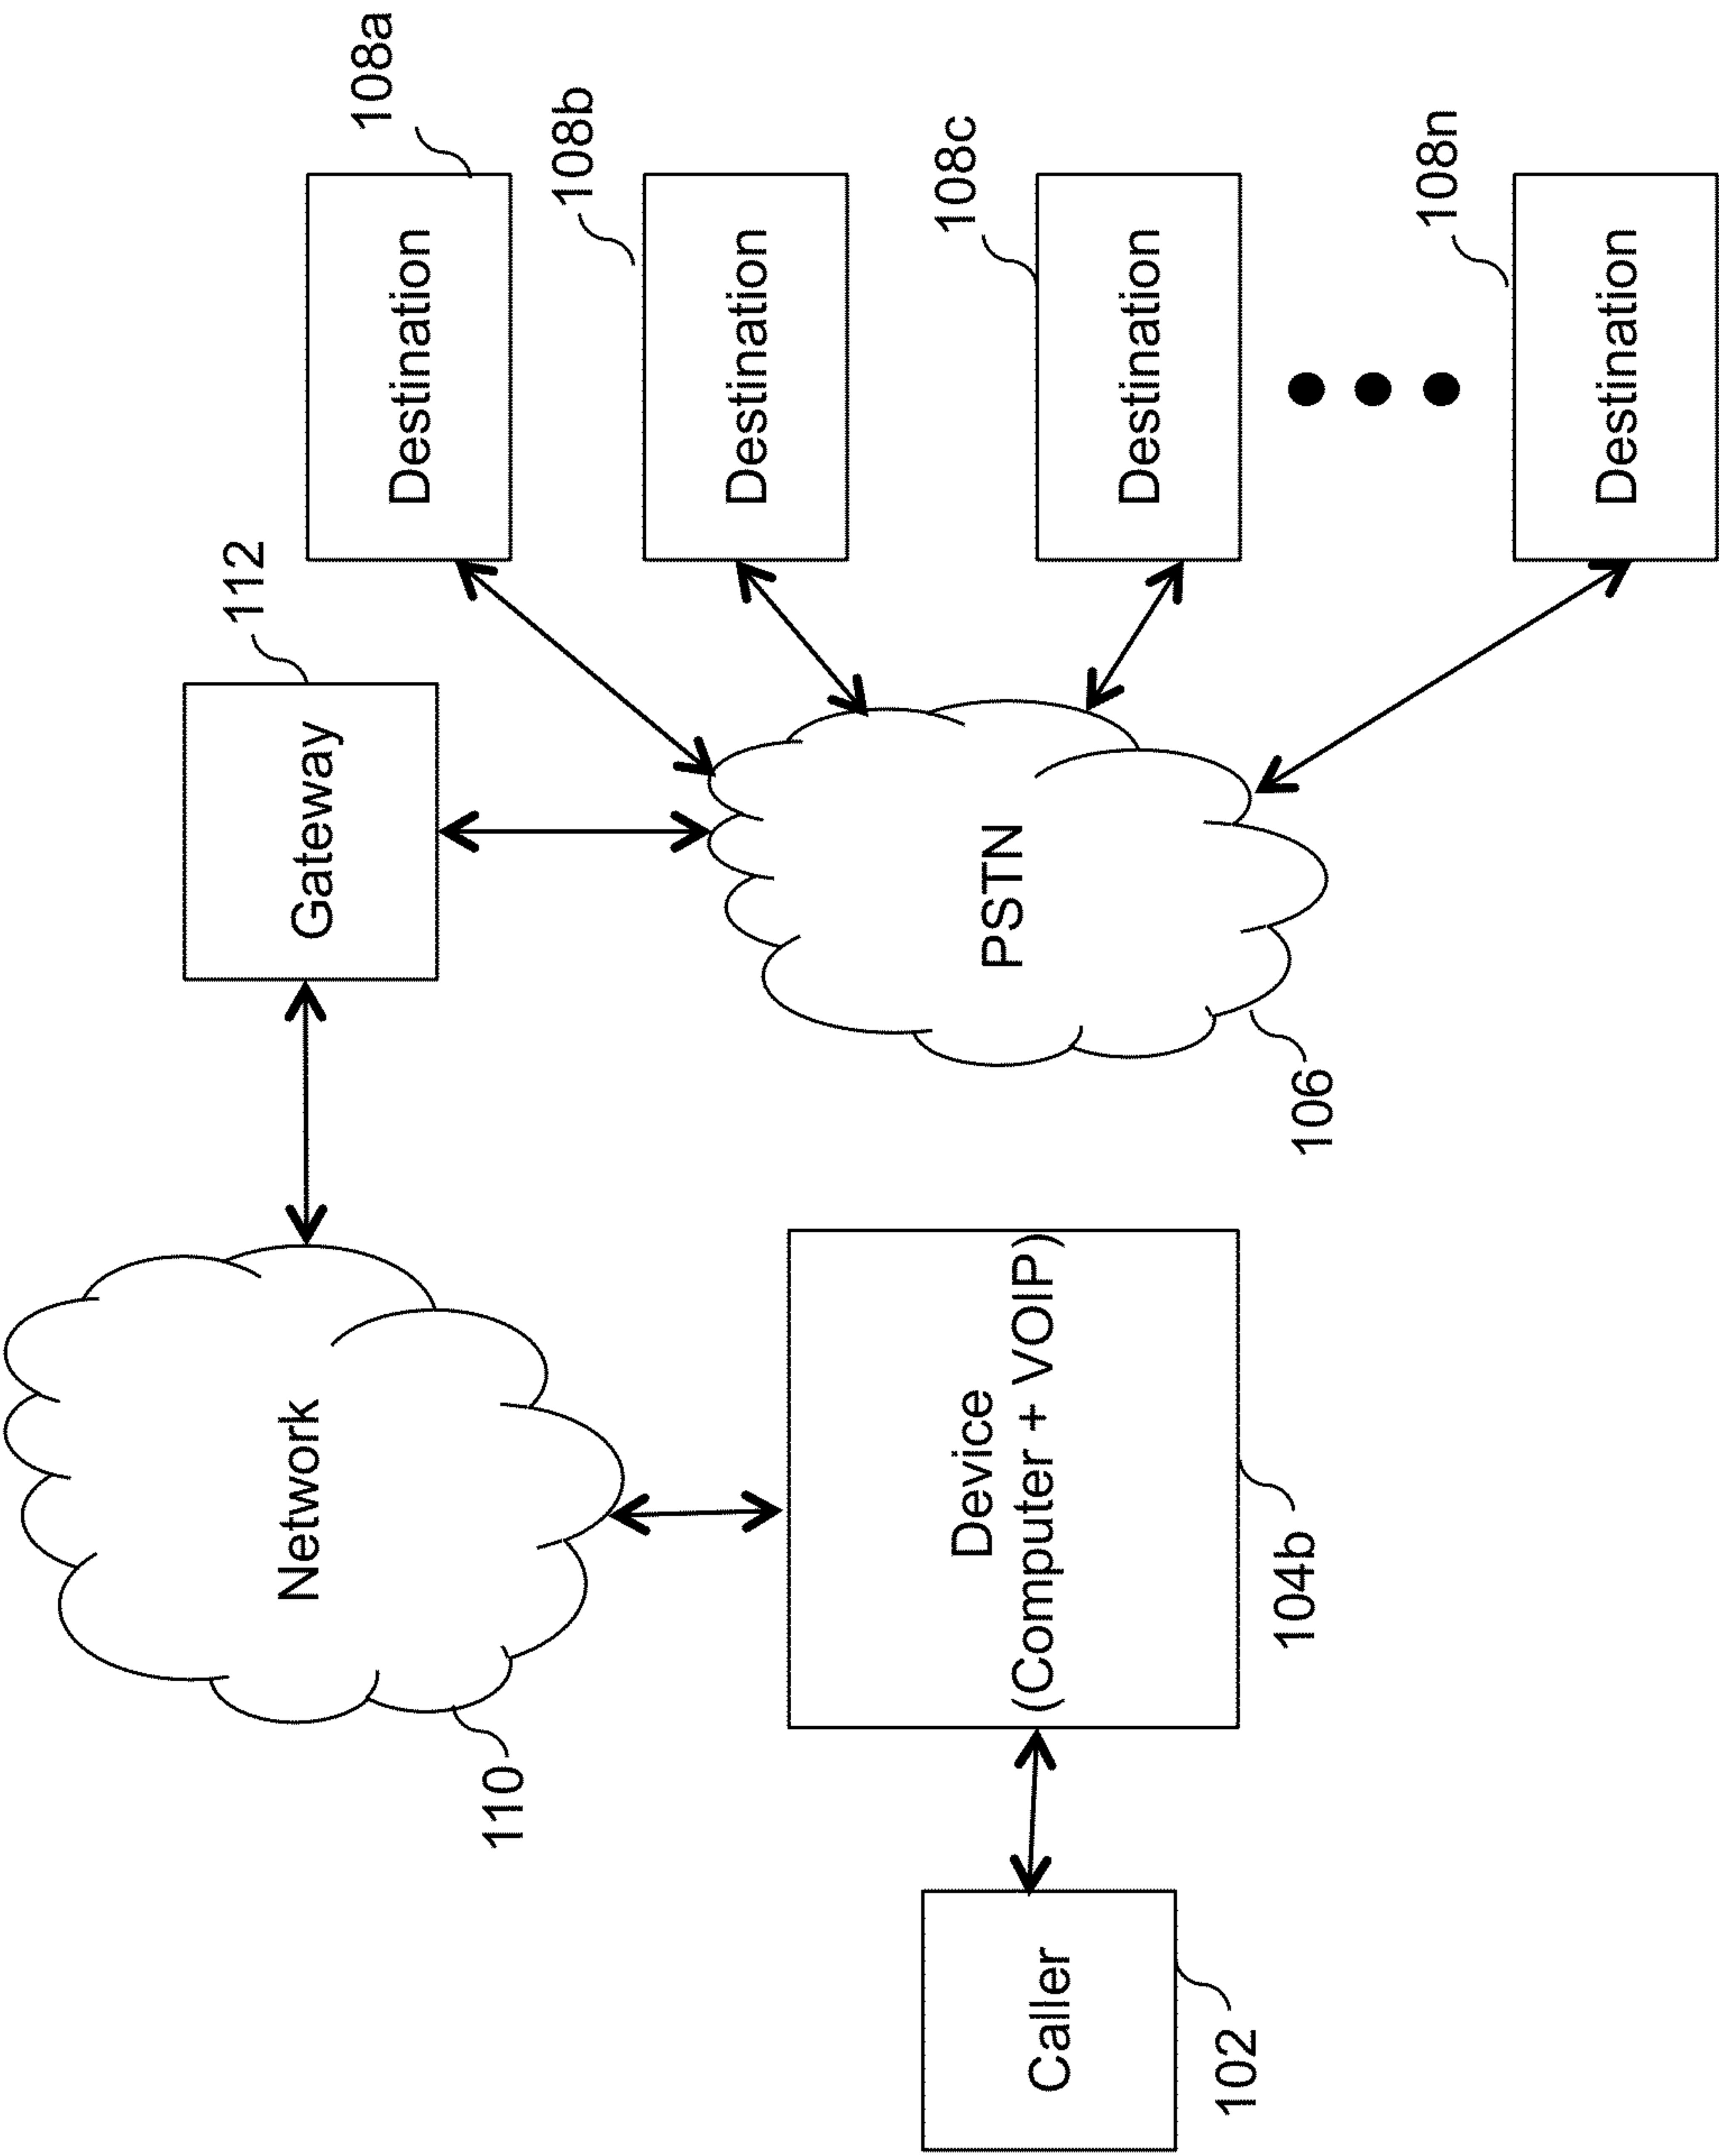 108a
Destination
112
Gateway
108b
Destination
Network
110
PSTN
106
108c
Destination
Device
(Computer + VOIP)
104b
Caller
102
108n
Destination